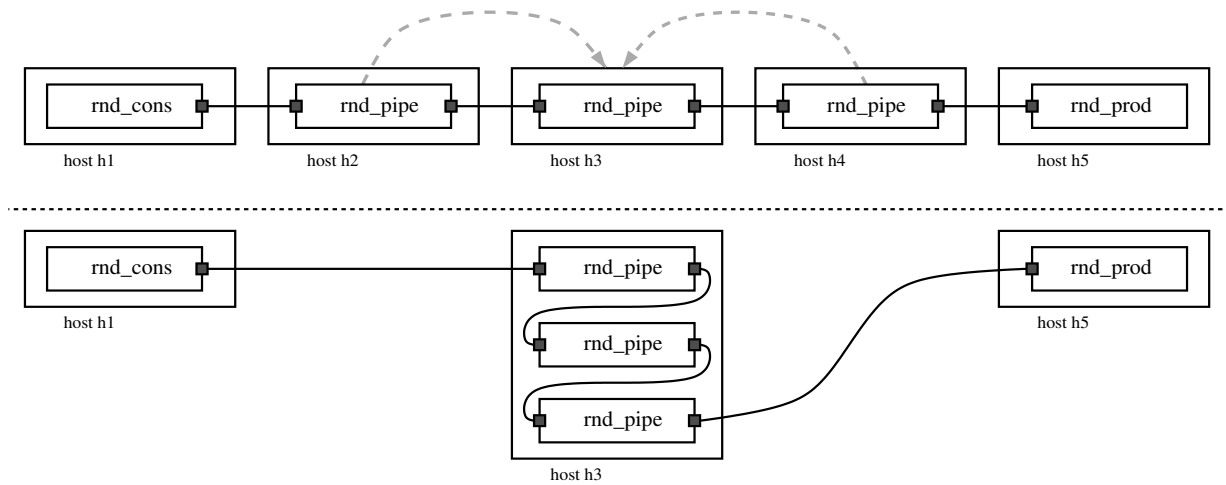 rnd_cons rnd_pipe rnd_pipe rnd_pipe rnd_prod
host h1 host h2 host h3 host h4 host h5
rnd_cons rnd_pipe rnd_prod
host h1 host h5
rnd_pipe
rnd_pipe
host h3